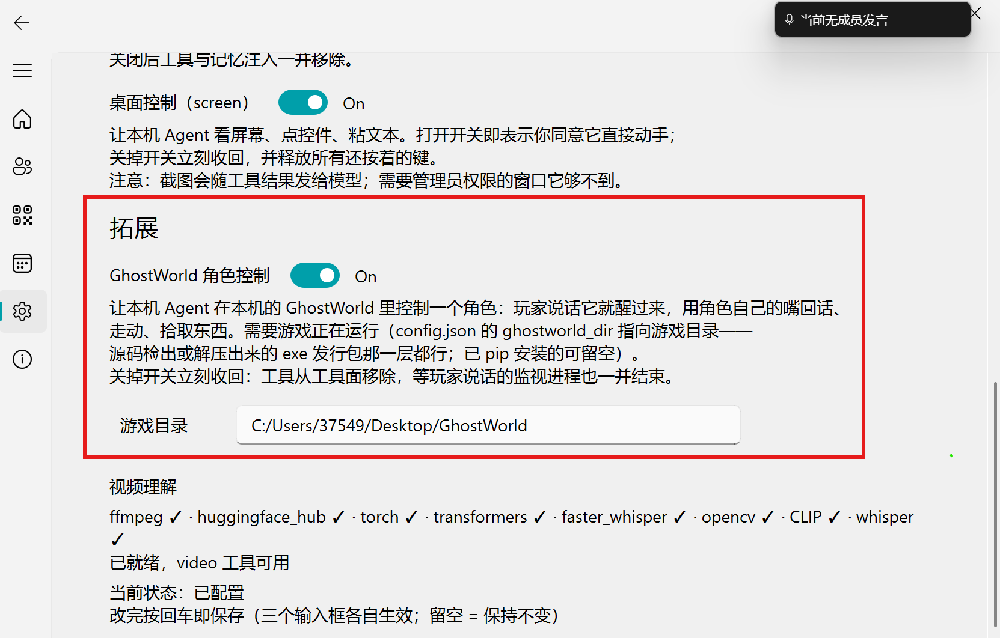 当前无成员发言
关闭后工具与记忆注入一并移除。
桌面控制（screen）
On
让本机 Agent 看屏幕、点控件、粘文本。打开开关即表示你同意它直接动手；
关掉开关立刻收回，并释放所有还按着的键。
注意：截图会随工具结果发给模型；需要管理员权限的窗口它够不到。
拓展
GhostWorld 角色控制
On
让本机 Agent 在本机的 GhostWorld 里控制一个角色：玩家说话它就醒过来，用角色自己的嘴回话、
走动、拾取东西。需要游戏正在运行（config.json 的 ghostworld_dir 指向游戏目录——
源码检出或解压出来的 exe 发行包那一层都行；已 pip 安装的可留空）。
关掉开关立刻收回：工具从工具面移除，等玩家说话的监视进程也一并结束。
游戏目录
C:/Users/37549/Desktop/GhostWorld
视频理解
ffmpeg ✓ · huggingface_hub ✓ · torch ✓ · transformers ✓ · faster_whisper ✓ · opencv ✓ · CLIP ✓ · whisper
✓
已就绪，video 工具可用
当前状态：已配置
改完按回车即保存（三个输入框各自生效；留空 = 保持不变）